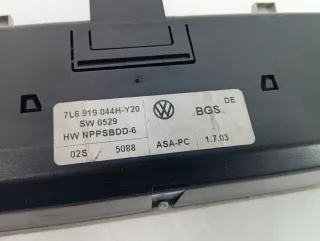 7L6 919 044H-Y20
SW 0529
HW NPPSBDD-6
02S 5088
BGS DE
ASA-PC 1.7.03